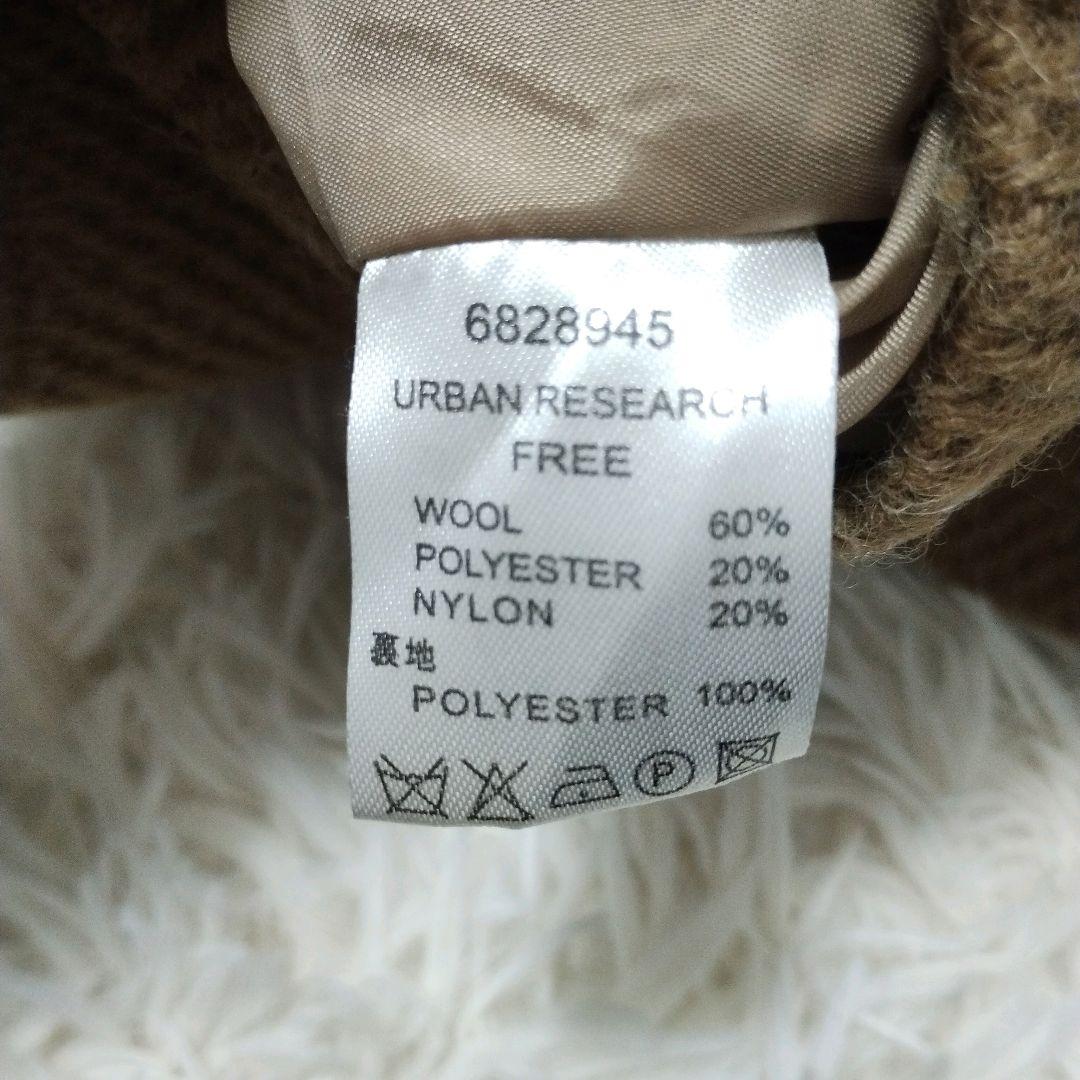 6828945
URBAN RESEARCH
FREE
WOOL 60%
POLYESTER 20%
NYLON 20%
裏地
POLYESTER 100%
P